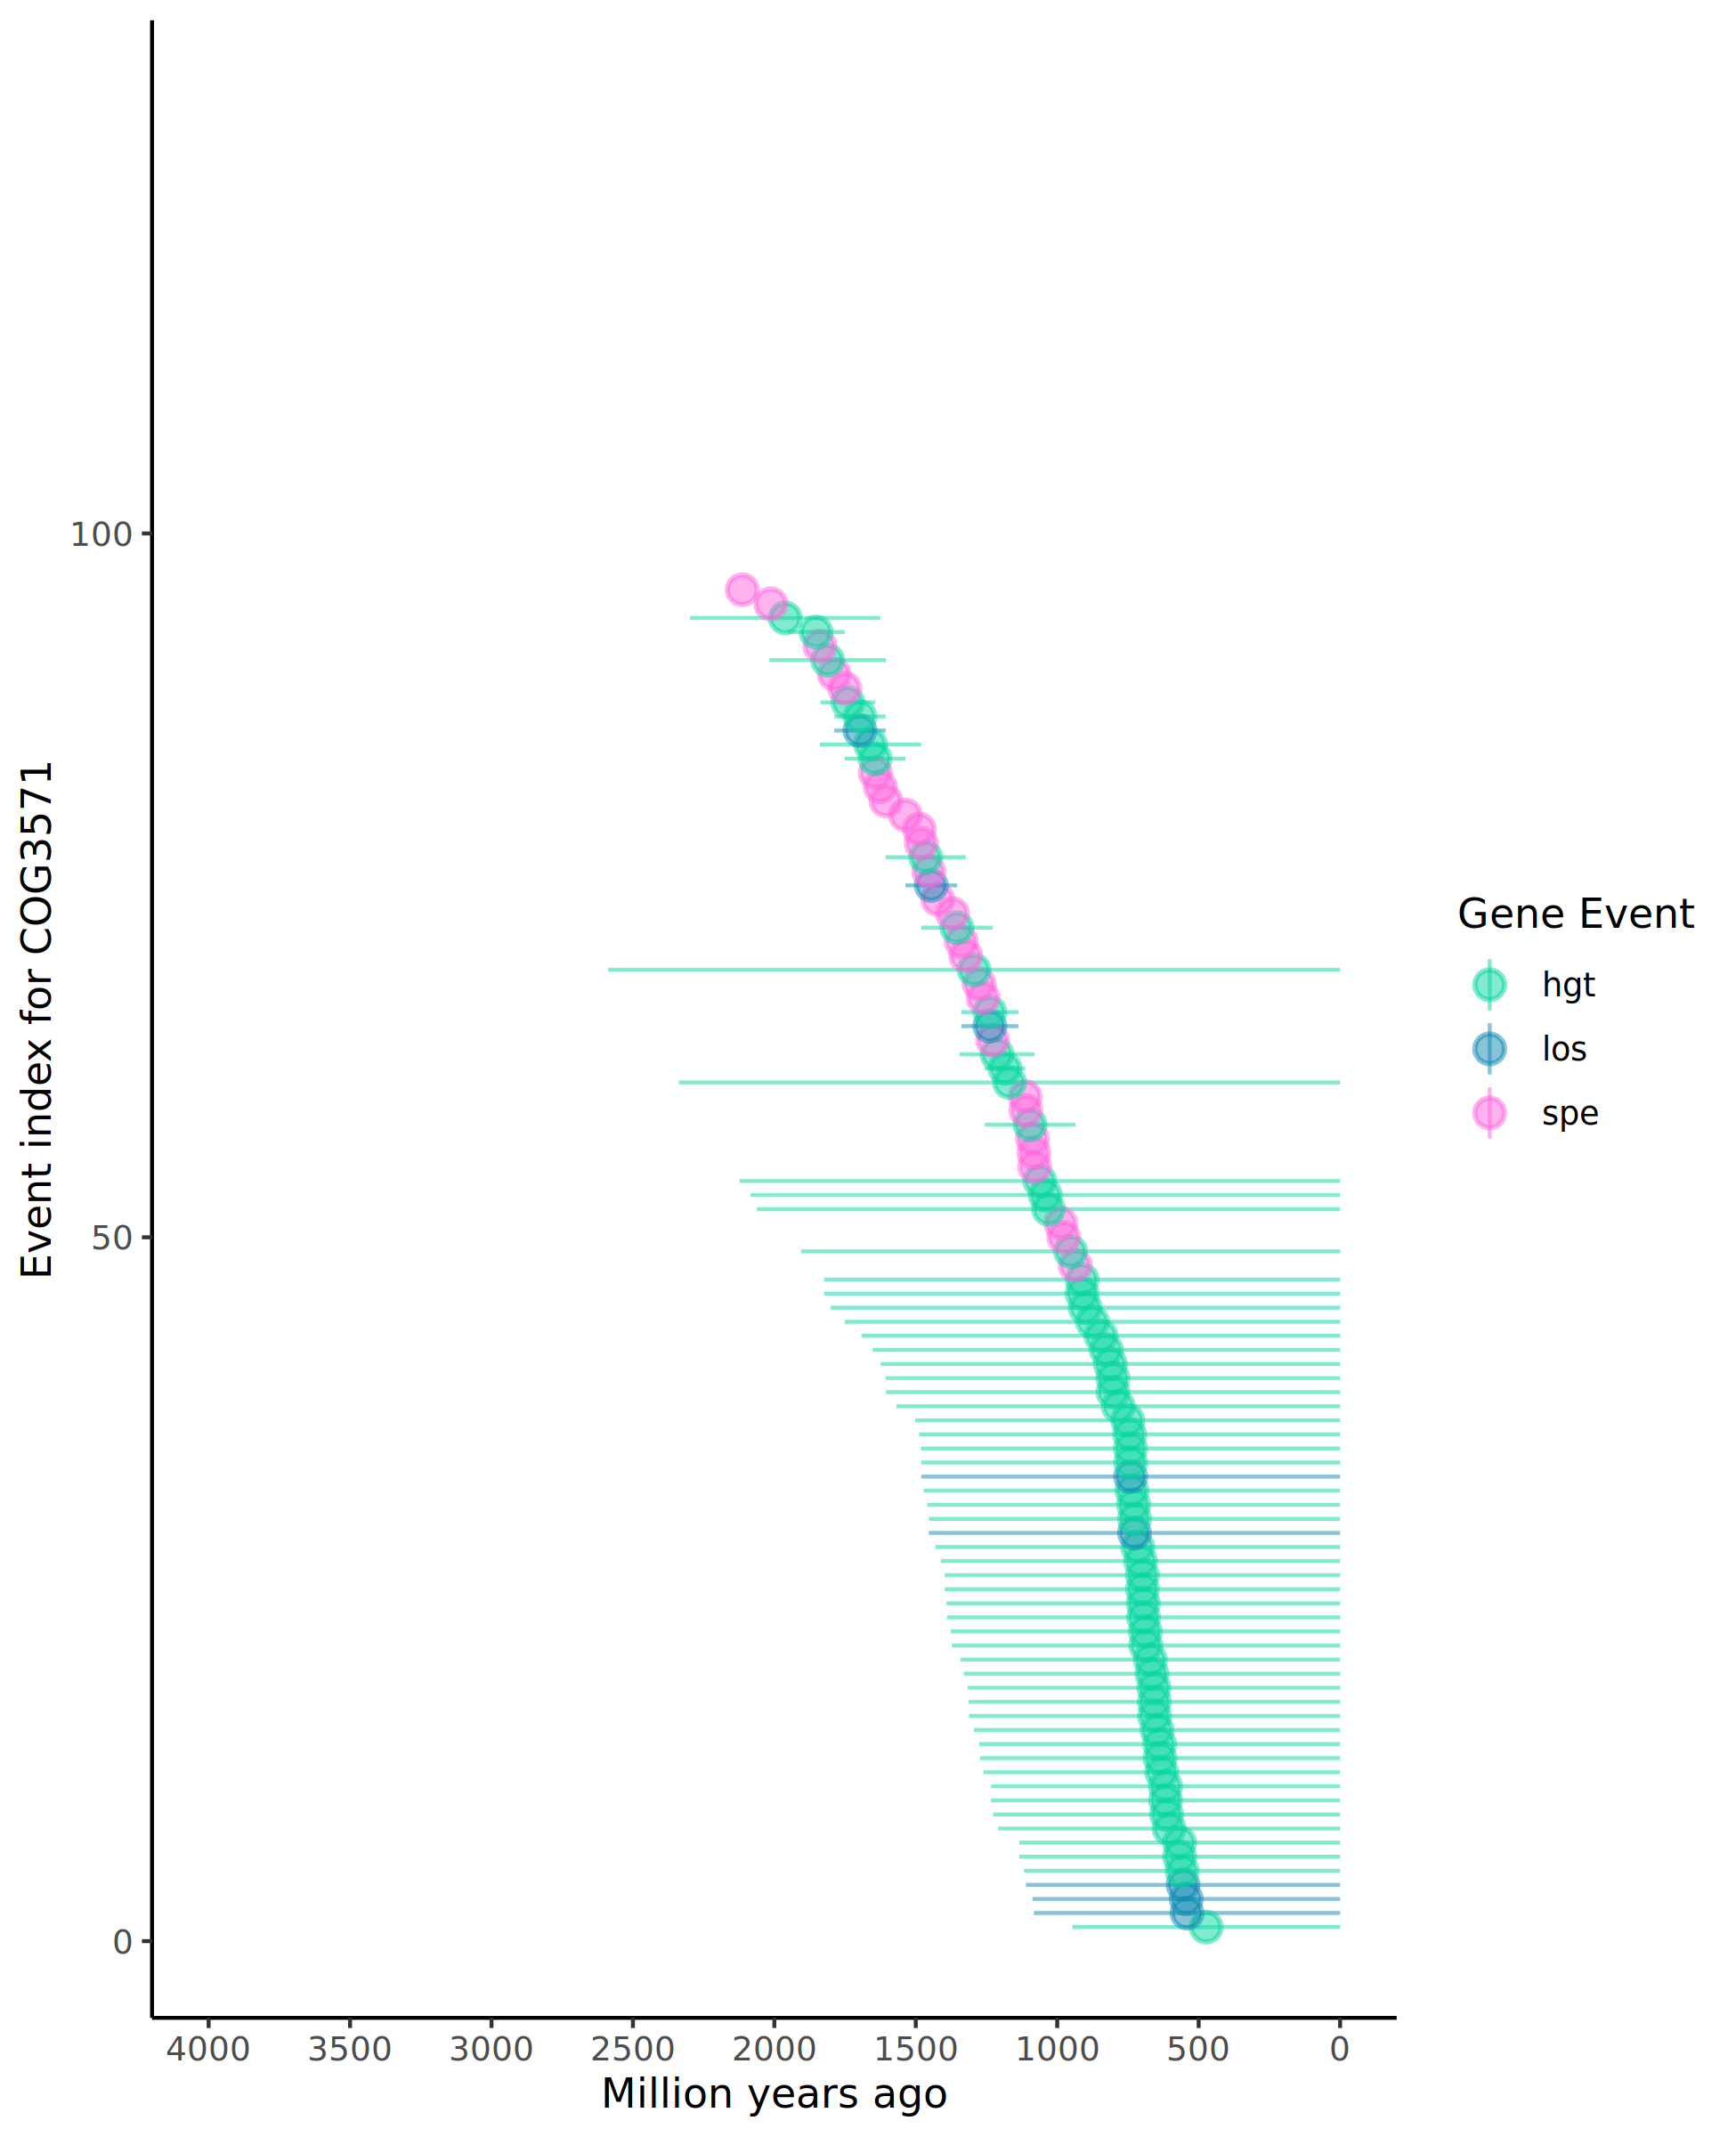 100
50
0
Event index for COG3571
4000 3500 3000 2500 2000 1500 1000 500 0
Million years ago
Gene Event
hgt
los
spe